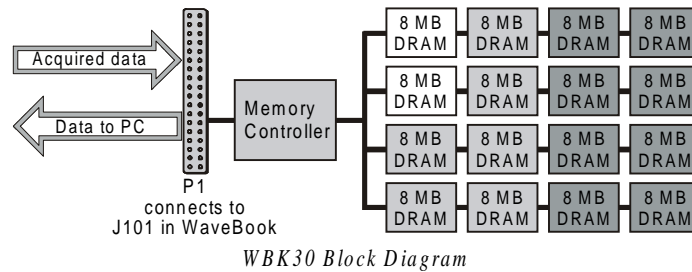 Acquired data
Data to PC
P1
connects to
J101 in WaveBook
Memory
Controller
8 MB 8 MB 8 MB 8 MB
DRAM DRAM DRAM DRAM
8 MB 8 MB 8 MB 8 MB
DRAM DRAM DRAM DRAM
8 MB 8 MB 8 MB 8 MB
DRAM DRAM DRAM DRAM
8 MB 8 MB 8 MB 8 MB
DRAM DRAM DRAM DRAM
WBK30 Block Diagram